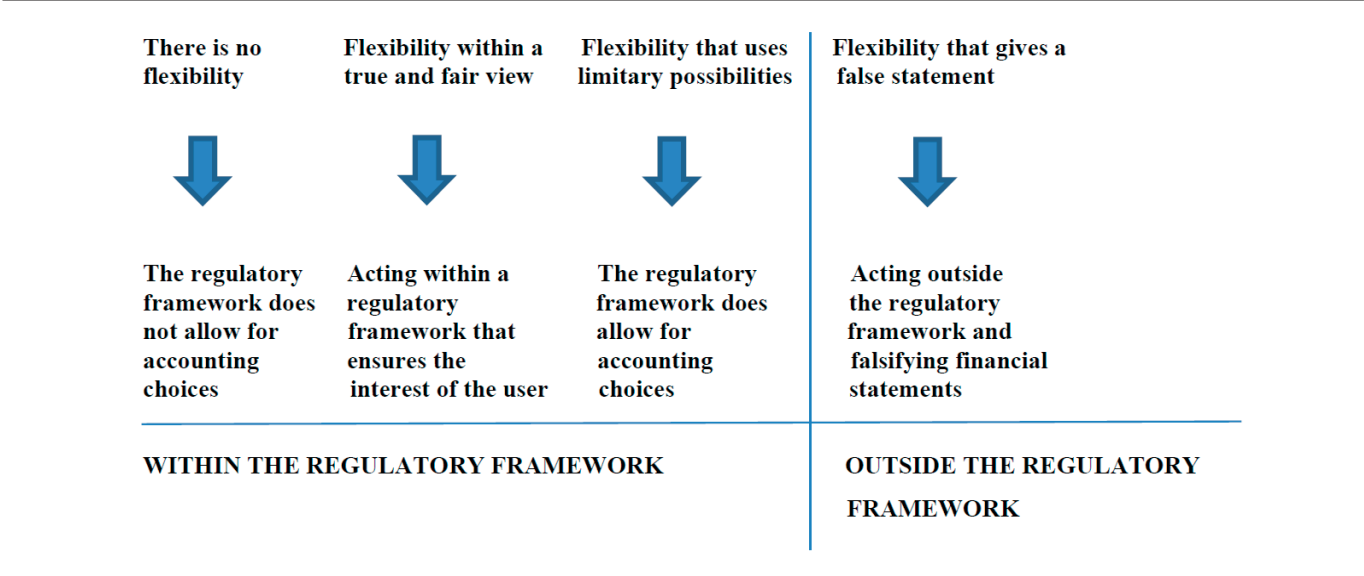 There is no
flexibility
Flexibility within a
true and fair view
Flexibility that uses
limitary possibilities
Flexibility that gives a
false statement
The regulatory
framework does
not allow for
accounting
choices
Acting within a
regulatory
framework that
ensures the
interest of the user
The regulatory
framework does
allow for
accounting
choices
Acting outside
the regulatory
framework and
falsifying financial
statements
WITHIN THE REGULATORY FRAMEWORK
OUTSIDE THE REGULATORY
FRAMEWORK